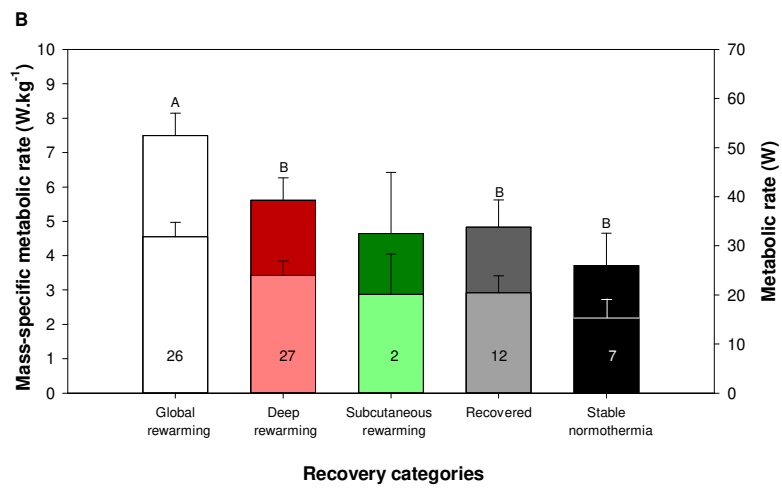 B
Mass-specific metabolic rate (W.kg⁻¹)
10
9
8
7
6
5
4
3
2
1
0
A
B
B
B
26
27
2
12
7
70
60
50
40
30
20
10
0
Metabolic rate (W)
Global
rewarming
Deep
rewarming
Subcutaneous
rewarming
Recovered
Stable
normothermia
Recovery categories